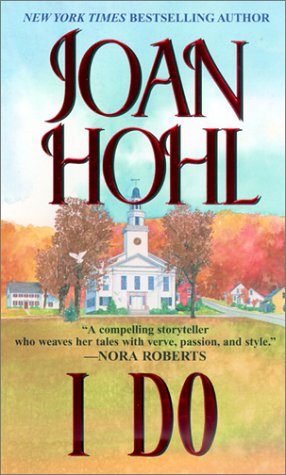 NEW YORK TIMES BESTSELLING AUTHOR
JOAN
HOHL
"A compelling storyteller
who weaves her tales with verve, passion, and style."
—NORA ROBERTS
I DO